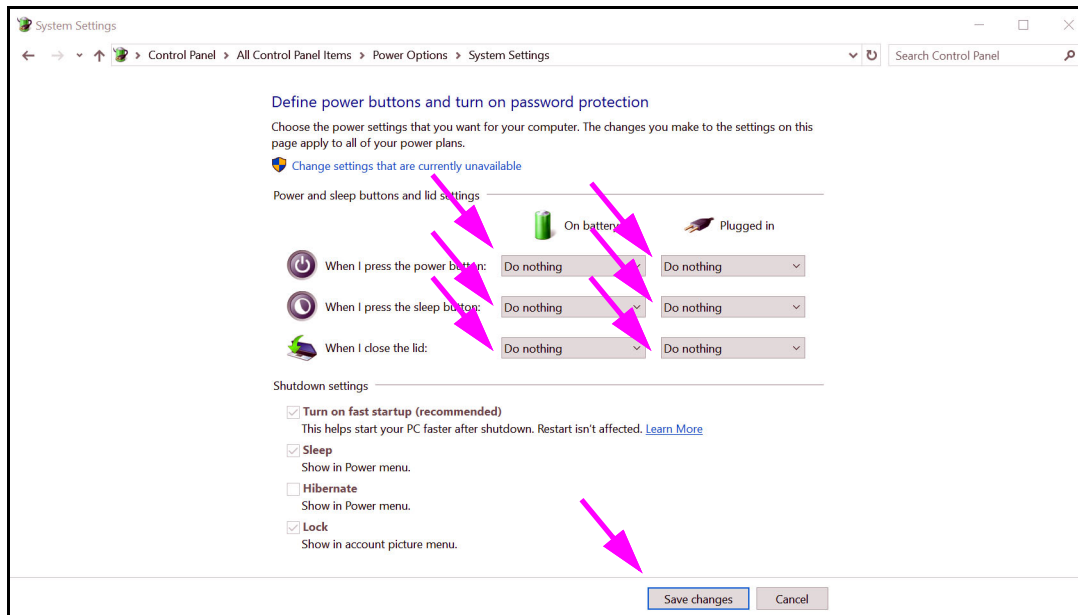 System Settings
Control Panel > All Control Panel Items > Power Options > System Settings
Search Control Panel
Define power buttons and turn on password protection
Choose the power settings that you want for your computer. The changes you make to the settings on this
page apply to all of your power plans.
Change settings that are currently unavailable
Power and sleep buttons and lid settings
On battery
Plugged in
When I press the power button:
Do nothing
Do nothing
When I press the sleep button:
Do nothing
Do nothing
When I close the lid:
Do nothing
Do nothing
Shutdown settings
Turn on fast startup (recommended)
This helps start your PC faster after shutdown. Restart isn't affected. Learn More
Sleep
Show in Power menu.
Hibernate
Show in Power menu.
Lock
Show in account picture menu.
Save changes
Cancel